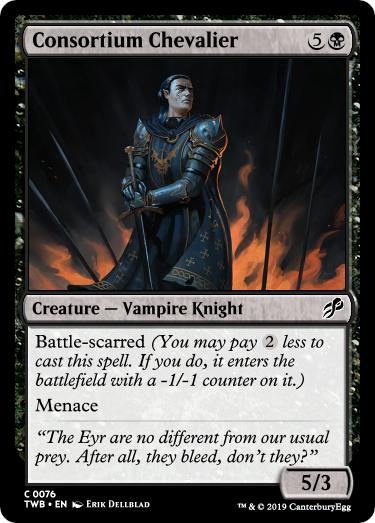 Consortium Chevalier 5
Creature — Vampire Knight
Battle-scarred (You may pay 2 less to
cast this spell. If you do, it enters the
battlefield with a -1/-1 counter on it.)
Menace
“The Eyr are no different from our usual
prey. After all, they bleed, don’t they?”
5/3
C 0076
TWB • EN Erik Dellblad
™ & © 2019 CanterburyEgg